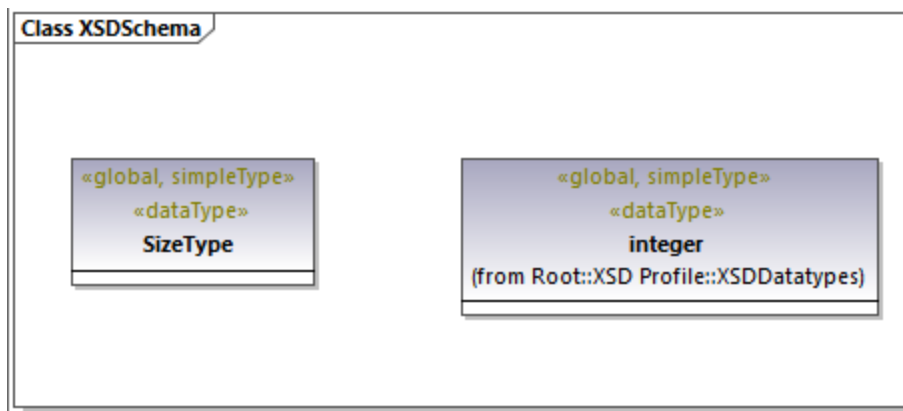 Class XSDSchema
«global, simpleType»
«dataType»
SizeType
«global, simpleType»
«dataType»
integer
(from Root::XSD Profile::XSDDatatypes)